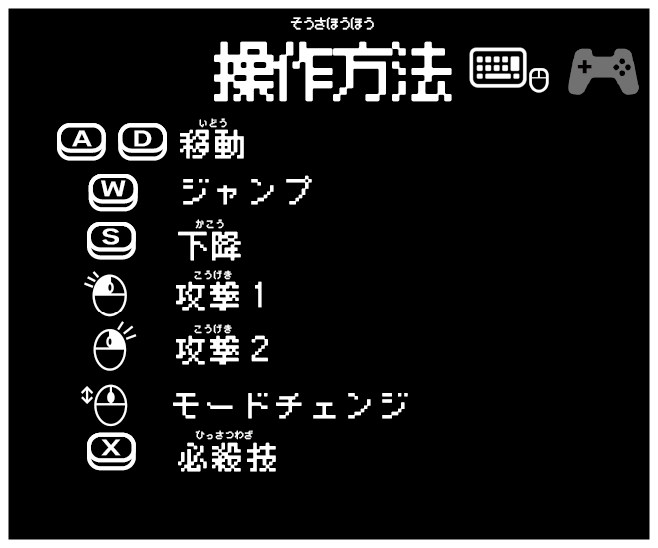 そうさほうほう
操作方法
A D 移動
いどう
W ジャンプ
S 下降
かこう
攻撃1
こうげき
攻撃2
こうげき
モードチェンジ
X 必殺技
ひっさつわざ